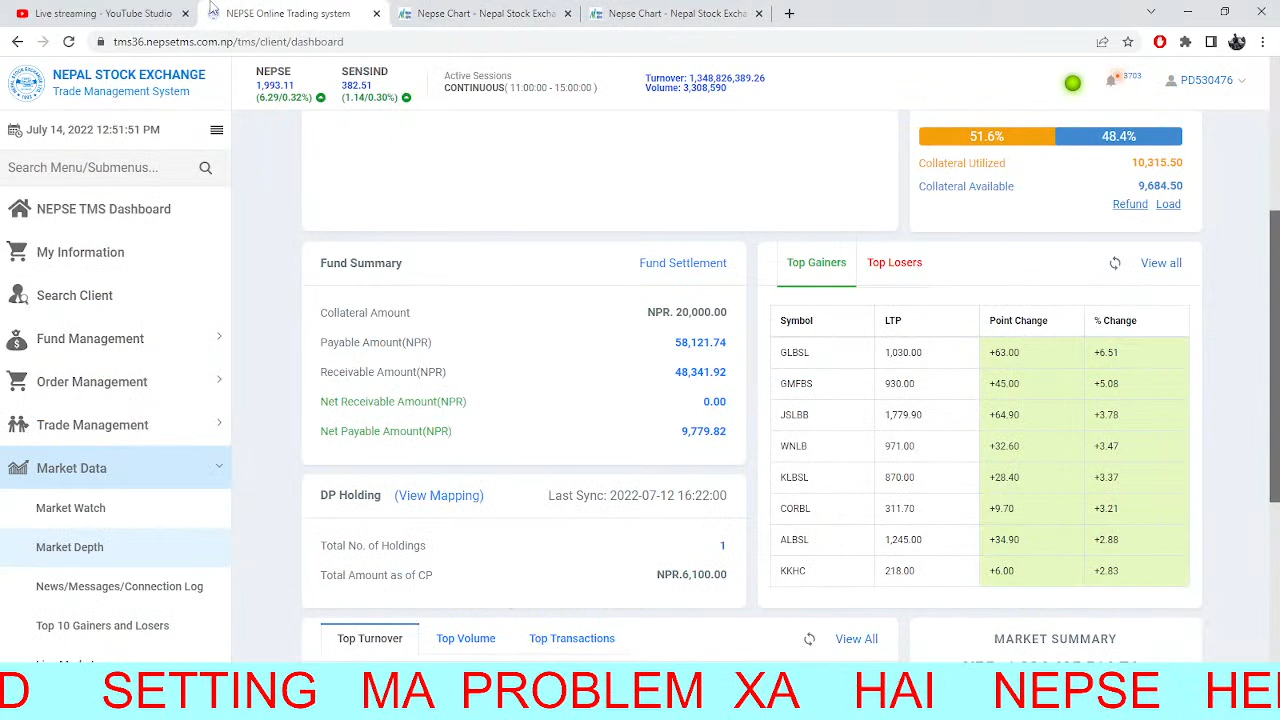 Live streaming - YouTube Studio
NEPSE Online Trading system
Nepse Chart - Nepal Stock Excha
Nepse Chart - Nepal Stock Exchan
tms36.nepsetms.com.np/tms/client/dashboard
NEPAL STOCK EXCHANGE
Trade Management System
NEPSE
1,993.11
(6.29/0.32%)
SENSIND
382.51
(1.14/0.30%)
Active Sessions
CONTINUOUS( 11:00:00 - 15:00:00 )
Turnover: 1,348,826,389.26
Volume: 3,308,590
3703
PD530476
July 14, 2022 12:51:51 PM
Search Menu/Submenus...
NEPSE TMS Dashboard
My Information
Search Client
Fund Management
Order Management
Trade Management
Market Data
Market Watch
Market Depth
News/Messages/Connection Log
Top 10 Gainers and Losers
51.6% 48.4%
Collateral Utilized 10,315.50
Collateral Available 9,684.50
Refund Load
Fund Summary Fund Settlement
Collateral Amount NPR. 20,000.00
Payable Amount(NPR) 58,121.74
Receivable Amount(NPR) 48,341.92
Net Receivable Amount(NPR) 0.00
Net Payable Amount(NPR) 9,779.82
DP Holding (View Mapping) Last Sync: 2022-07-12 16:22:00
Total No. of Holdings 1
Total Amount as of CP NPR.6,100.00
Top Gainers Top Losers View all
Symbol LTP Point Change % Change
GLBSL 1,030.00 +63.00 +6.51
GMFBS 930.00 +45.00 +5.08
JSLBB 1,779.90 +64.90 +3.78
WNLB 971.00 +32.60 +3.47
KLBSL 870.00 +28.40 +3.37
CORBL 311.70 +9.70 +3.21
ALBSL 1,245.00 +34.90 +2.88
KKHC 218.00 +6.00 +2.83
Top Turnover Top Volume Top Transactions View All
MARKET SUMMARY
D SETTING MA PROBLEM XA HAI NEPSE HE